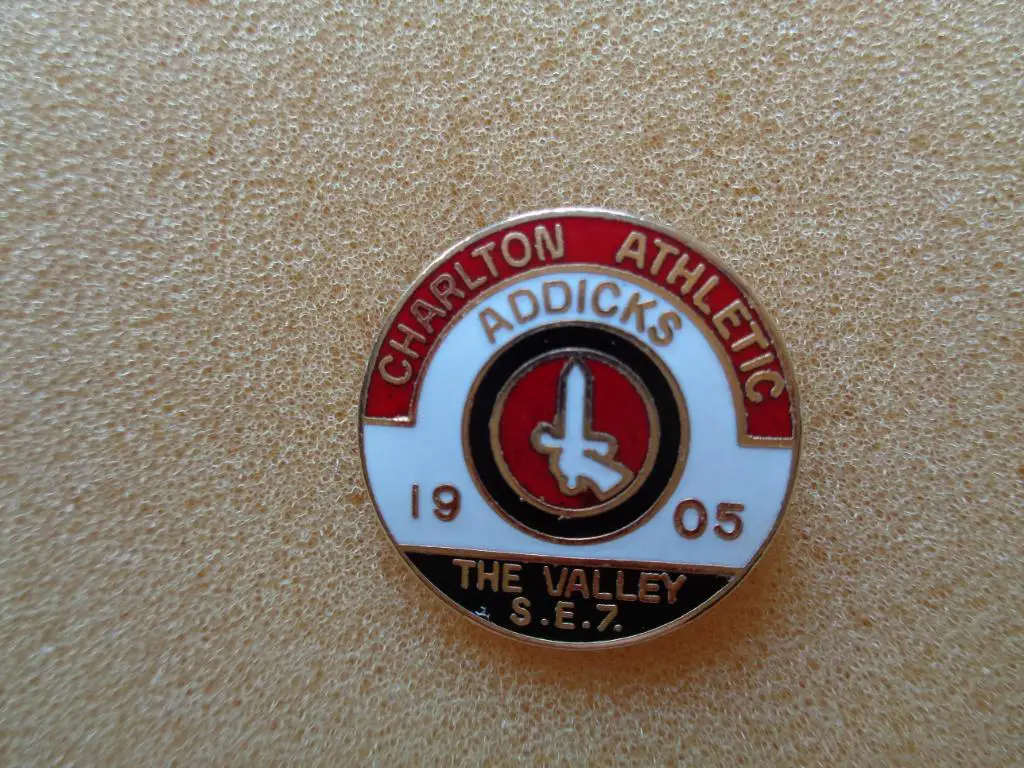 CHARLTON ATHLETIC
ADDICKS
19 05
THE VALLEY
S.E.7.